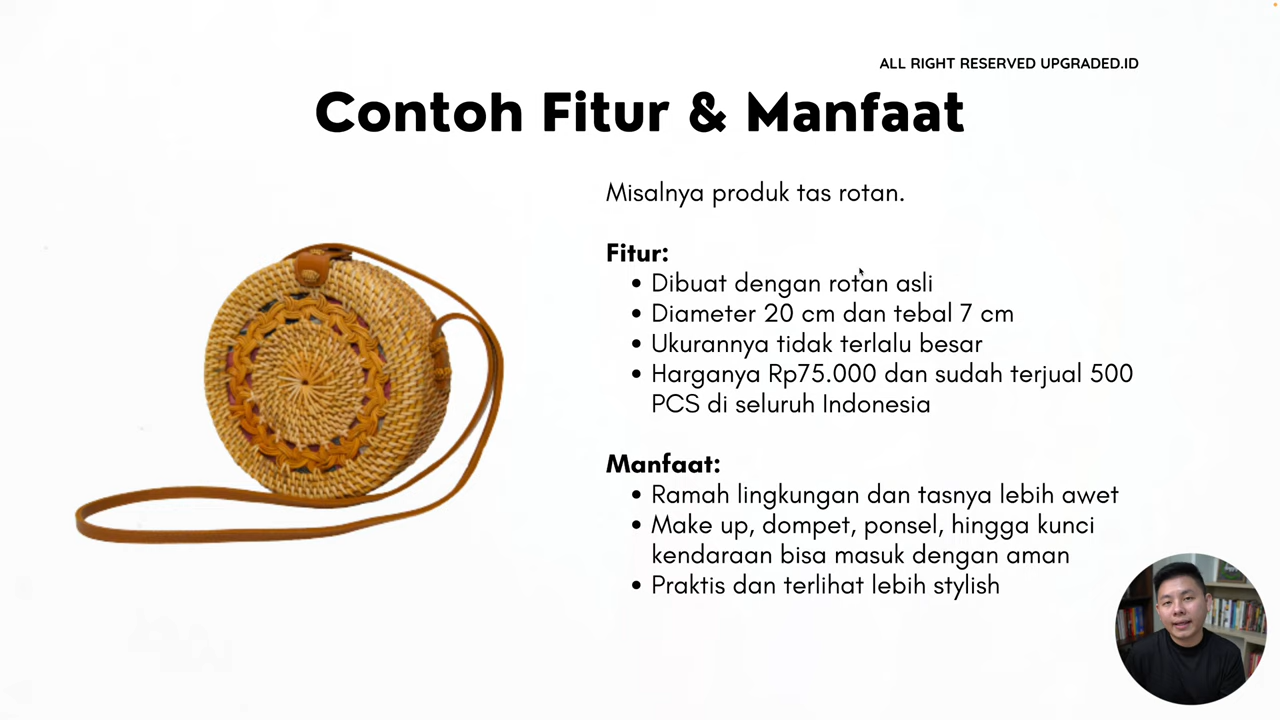 ALL RIGHT RESERVED UPGRADED.ID
Contoh Fitur & Manfaat
Misalnya produk tas rotan.
Fitur:
• Dibuat dengan rotan asli
• Diameter 20 cm dan tebal 7 cm
• Ukurannya tidak terlalu besar
• Harganya Rp75.000 dan sudah terjual 500
PCS di seluruh Indonesia
Manfaat:
• Ramah lingkungan dan tasnya lebih awet
• Make up, dompet, ponsel, hingga kunci
kendaraan bisa masuk dengan aman
• Praktis dan terlihat lebih stylish